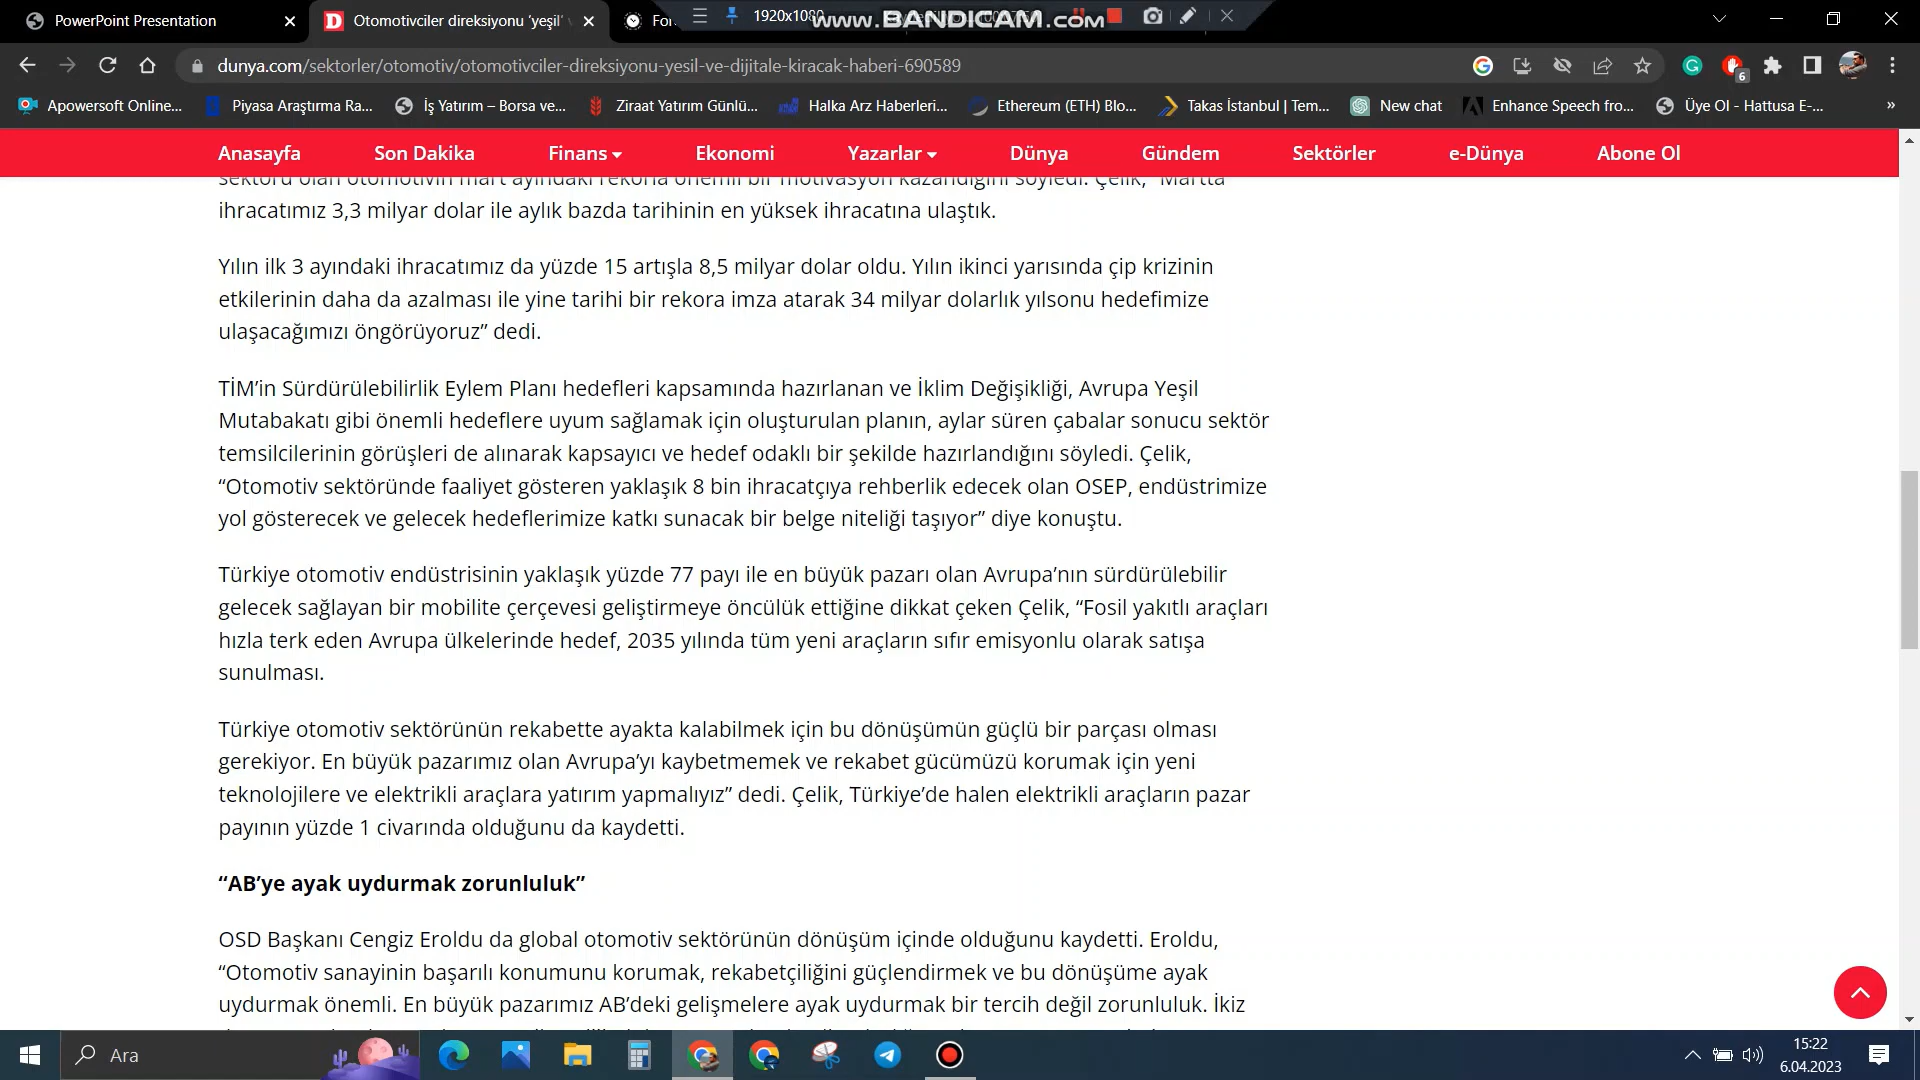 PowerPoint Presentation
Otomotivciler direksiyonu 'yeşil'
1920x1080
www.BANDICAM.com
dunya.com/sektorler/otomotiv/otomotivciler-direksiyonu-yesil-ve-dijitale-kiracak-haberi-690589
6
Apowersoft Online...
Piyasa Araştırma Ra...
İş Yatırım – Borsa ve...
Ziraat Yatırım Günlü...
Halka Arz Haberleri...
Ethereum (ETH) Blo...
Takas İstanbul | Tem...
New chat
Enhance Speech fro...
Üye Ol - Hattusa E-...
»
Anasayfa
Son Dakika
Finans
Ekonomi
Yazarlar
Dünya
Gündem
Sektörler
e-Dünya
Abone Ol
sektörü olan otomotivin mart ayındaki rekorla önemli bir motivasyon kazandığını söyledi. Çelik, “Martta
ihracatımız 3,3 milyar dolar ile aylık bazda tarihinin en yüksek ihracatına ulaştık.
Yılın ilk 3 ayındaki ihracatımız da yüzde 15 artışla 8,5 milyar dolar oldu. Yılın ikinci yarısında çip krizinin
etkilerinin daha da azalması ile yine tarihi bir rekora imza atarak 34 milyar dolarlık yılsonu hedefimize
ulaşacağımızı öngörüyoruz” dedi.
TİM’in Sürdürülebilirlik Eylem Planı hedefleri kapsamında hazırlanan ve İklim Değişikliği, Avrupa Yeşil
Mutabakatı gibi önemli hedeflere uyum sağlamak için oluşturulan planın, aylar süren çabalar sonucu sektör
temsilcilerinin görüşleri de alınarak kapsayıcı ve hedef odaklı bir şekilde hazırlandığını söyledi. Çelik,
“Otomotiv sektöründe faaliyet gösteren yaklaşık 8 bin ihracatçıya rehberlik edecek olan OSEP, endüstrimize
yol gösterecek ve gelecek hedeflerimize katkı sunacak bir belge niteliği taşıyor” diye konuştu.
Türkiye otomotiv endüstrisinin yaklaşık yüzde 77 payı ile en büyük pazarı olan Avrupa’nın sürdürülebilir
gelecek sağlayan bir mobilite çerçevesi geliştirmeye öncülük ettiğine dikkat çeken Çelik, “Fosil yakıtlı araçları
hızla terk eden Avrupa ülkelerinde hedef, 2035 yılında tüm yeni araçların sıfır emisyonlu olarak satışa
sunulması.
Türkiye otomotiv sektörünün rekabette ayakta kalabilmek için bu dönüşümün güçlü bir parçası olması
gerekiyor. En büyük pazarımız olan Avrupa’yı kaybetmemek ve rekabet gücümüzü korumak için yeni
teknolojilere ve elektrikli araçlara yatırım yapmalıyız” dedi. Çelik, Türkiye’de halen elektrikli araçların pazar
payının yüzde 1 civarında olduğunu da kaydetti.
“AB’ye ayak uydurmak zorunluluk”
OSD Başkanı Cengiz Eroldu da global otomotiv sektörünün dönüşüm içinde olduğunu kaydetti. Eroldu,
“Otomotiv sanayinin başarılı konumunu korumak, rekabetçiliğini güçlendirmek ve bu dönüşüme ayak
uydurmak önemli. En büyük pazarımız AB’deki gelişmelere ayak uydurmak bir tercih değil zorunluluk. İkiz
Ara
15:22
6.04.2023